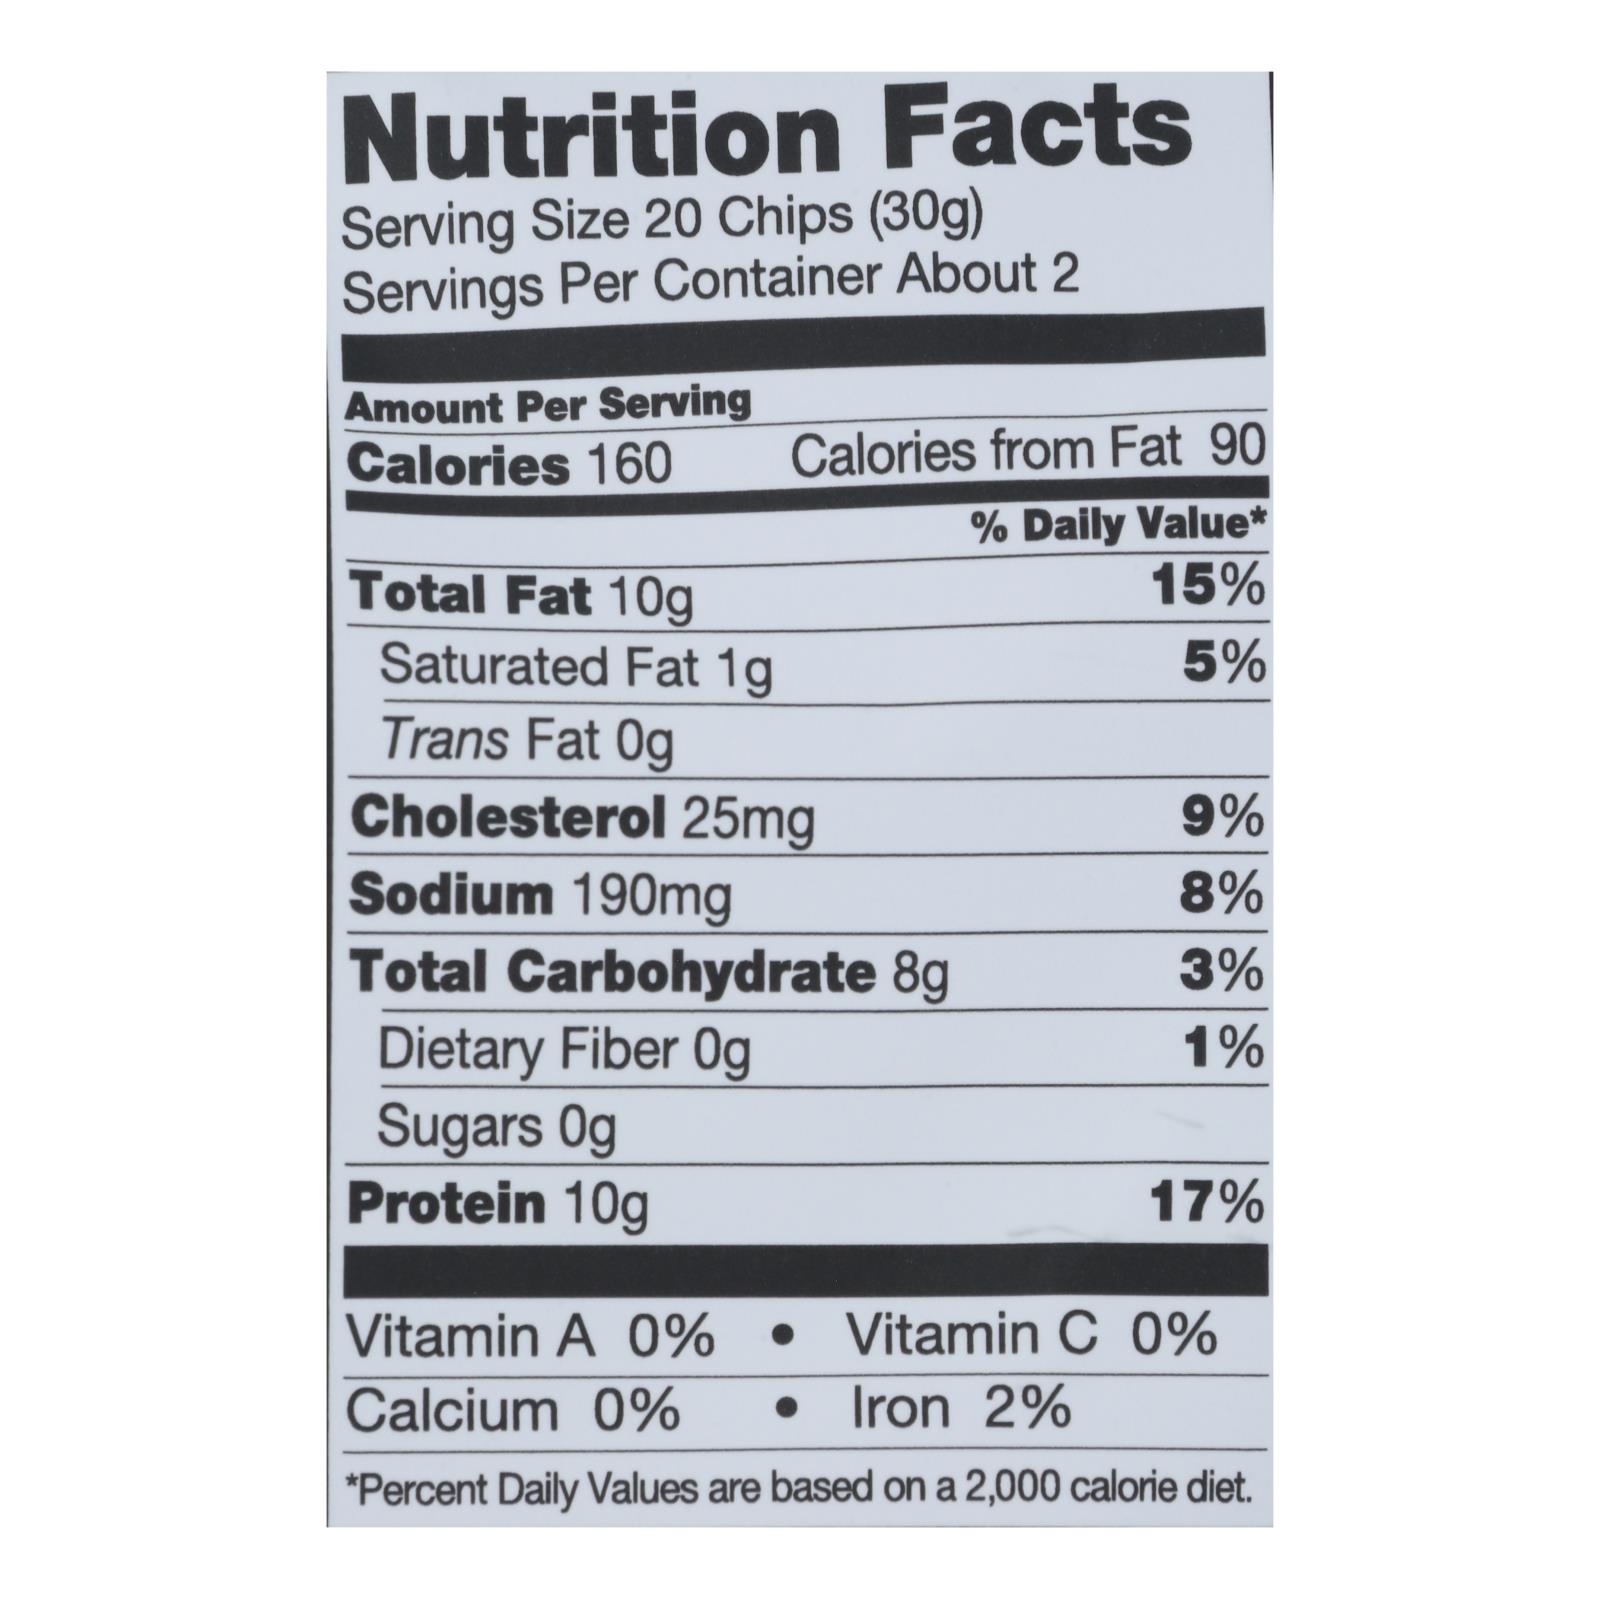 Nutrition Facts
Serving Size 20 Chips (30g)
Servings Per Container About 2
Amount Per Serving
Calories 160 Calories from Fat 90
% Daily Value*
Total Fat 10g 15%
Saturated Fat 1g 5%
Trans Fat 0g
Cholesterol 25mg 9%
Sodium 190mg 8%
Total Carbohydrate 8g 3%
Dietary Fiber 0g 1%
Sugars 0g
Protein 10g 17%
Vitamin A 0% • Vitamin C 0%
Calcium 0% • Iron 2%
*Percent Daily Values are based on a 2,000 calorie diet.